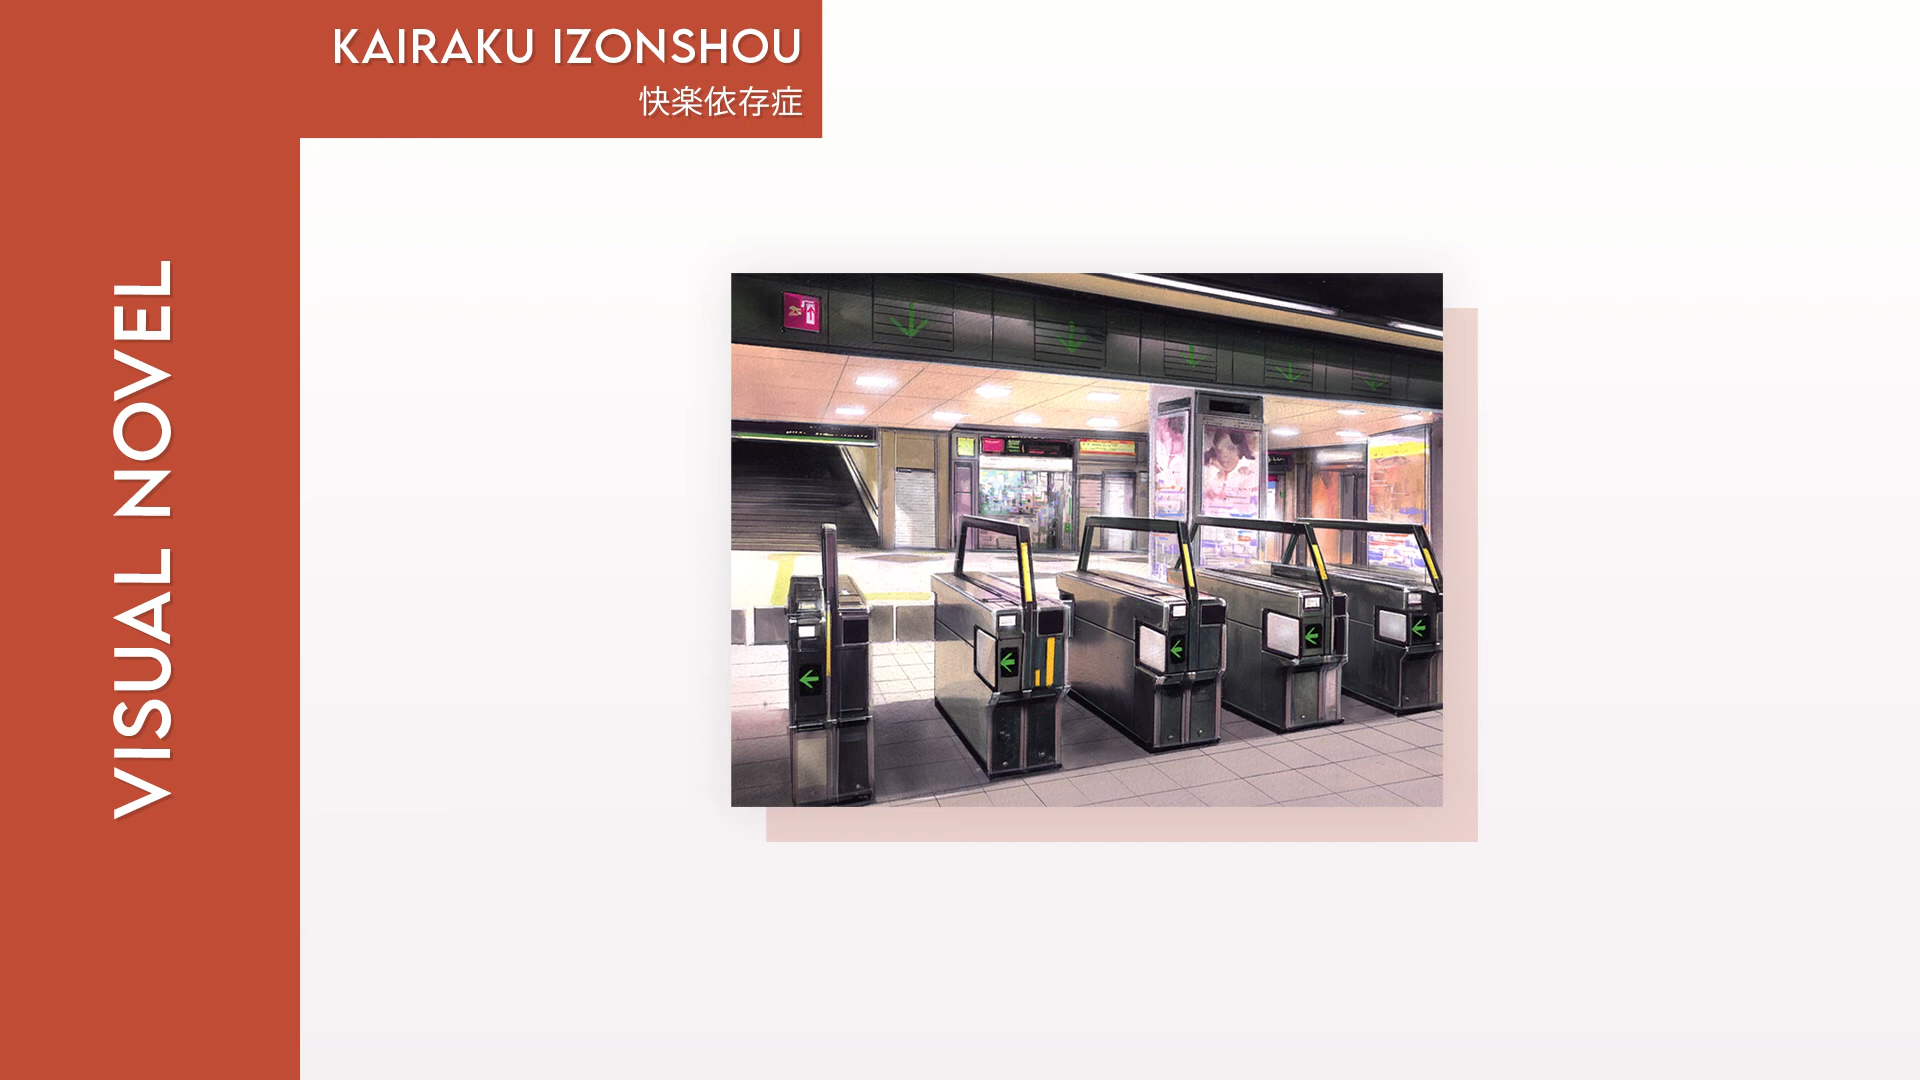 KAIRAKU IZONSHOU
快楽依存症
VISUAL NOVEL